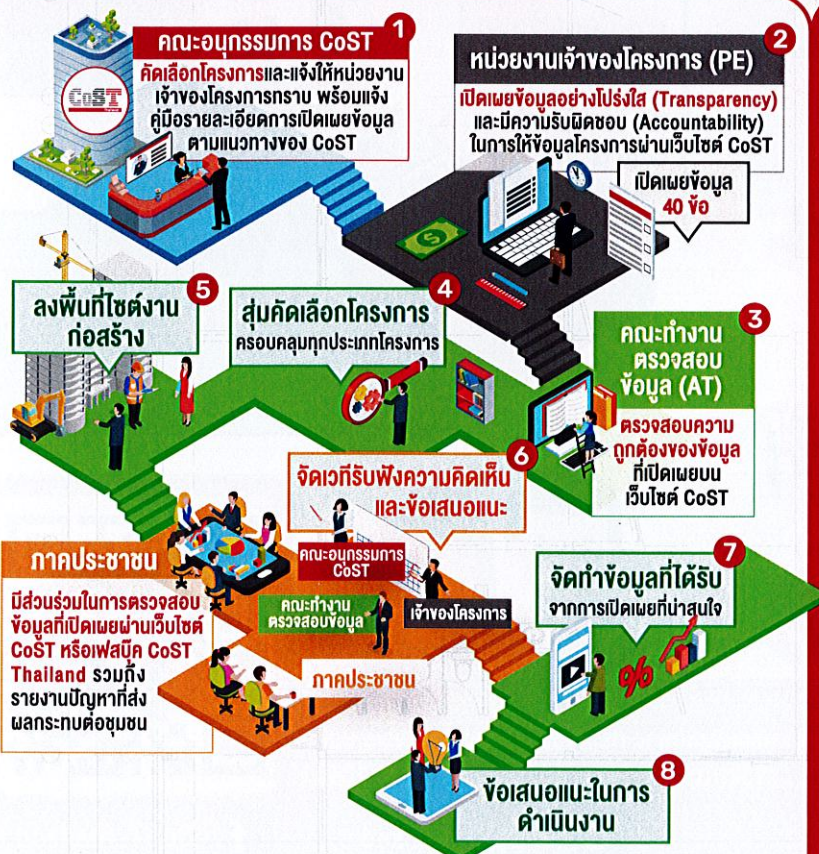 1
คณะอนุกรรมการ CoST
คัดเลือกโครงการและแจ้งให้หน่วยงาน
เจ้าของโครงการทราบ พร้อมแจ้ง
คู่มือรายละเอียดการเปิดเผยข้อมูล
ตามแนวทางของ CoST
CoST
2
หน่วยงานเจ้าของโครงการ (PE)
เปิดเผยข้อมูลอย่างโปร่งใส (Transparency)
และมีความรับผิดชอบ (Accountability)
ในการให้ข้อมูลโครงการผ่านเว็บไซต์ CoST
เปิดเผยข้อมูล
40 ข้อ
3
คณะทำงาน
ตรวจสอบ
ข้อมูล (AT)
ตรวจสอบความ
ถูกต้องของข้อมูล
ที่เปิดเผยบน
เว็บไซต์ CoST
4
สุ่มคัดเลือกโครงการ
ครอบคลุมทุกประเภทโครงการ
5
ลงพื้นที่ไซต์งาน
ก่อสร้าง
6
จัดเวทีรับฟังความคิดเห็น
และข้อเสนอแนะ
คณะอนุกรรมการ
CoST
คณะทำงาน
ตรวจสอบข้อมูล
เจ้าของโครงการ
ภาคประชาชน
ภาคประชาชน
มีส่วนร่วมในการตรวจสอบ
ข้อมูลที่เปิดเผยผ่านเว็บไซต์
CoST หรือเฟสบุ๊ค CoST
Thailand รวมถึง
รายงานปัญหาที่ส่ง
ผลกระทบต่อชุมชน
7
จัดทำข้อมูลที่ได้รับ
จากการเปิดเผยที่น่าสนใจ
%
8
ข้อเสนอแนะในการ
ดำเนินงาน